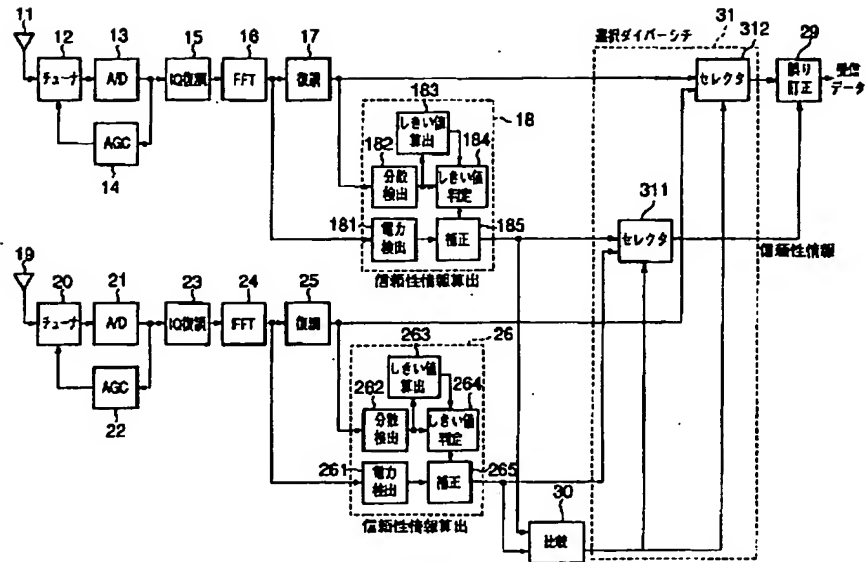 11
12
13
15
16
17
チューナ
A/D
IQ復調
FFT
復調
AGC
14
183
18
しきい値
算出
184
182
分散
検出
しきい値
判定
181
電力
検出
補正
185
信頼性情報算出
選択ダイバーシチ
31
312
セレクタ
29
誤り
訂正
受信
データ
311
セレクタ
信頼性情報
19
20
21
23
24
25
チューナ
A/D
IQ復調
FFT
復調
AGC
22
263
26
しきい値
算出
264
262
分散
検出
しきい値
判定
261
電力
検出
補正
265
信頼性情報算出
30
比較